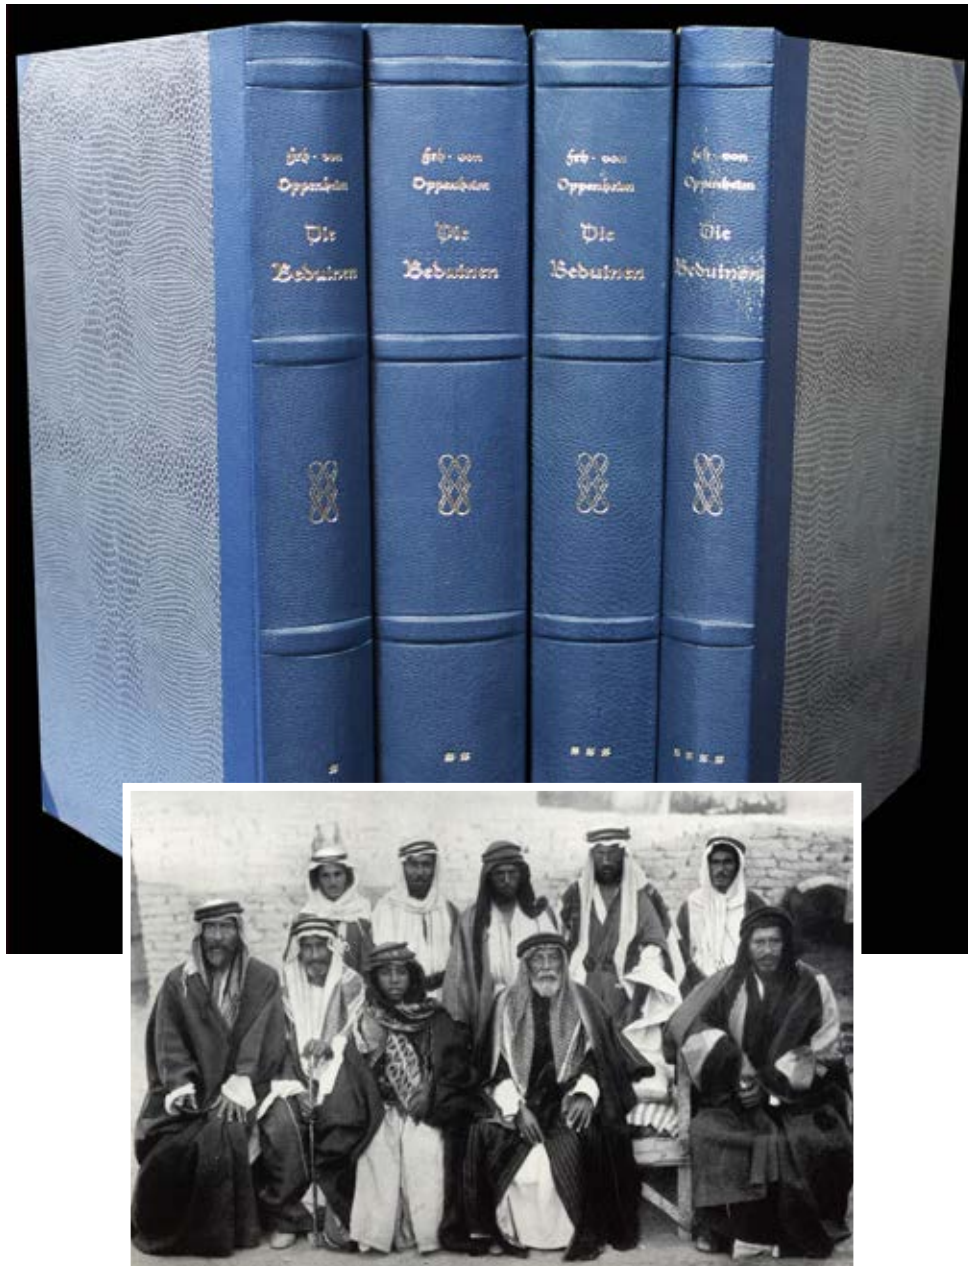 Frh. von
Oppenheim
Die
Beduinen
*
Frh. von
Oppenheim
Die
Beduinen
**
Frh. von
Oppenheim
Die
Beduinen
***
Frh. von
Oppenheim
Die
Beduinen
****